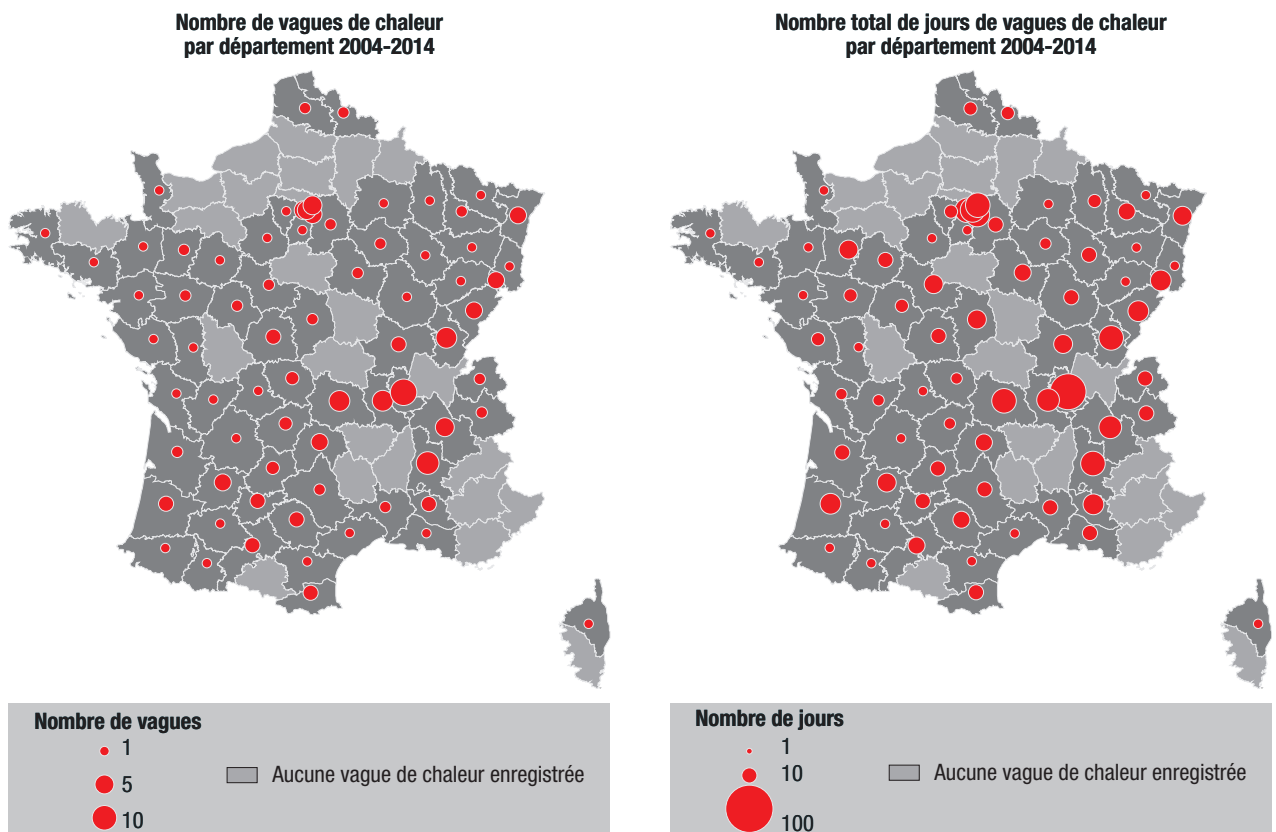 Nombre de vagues de chaleur
par département 2004-2014
Nombre total de jours de vagues de chaleur
par département 2004-2014
Nombre de vagues
1
5
10
Aucune vague de chaleur enregistrée
Nombre de jours
1
10
100
Aucune vague de chaleur enregistrée